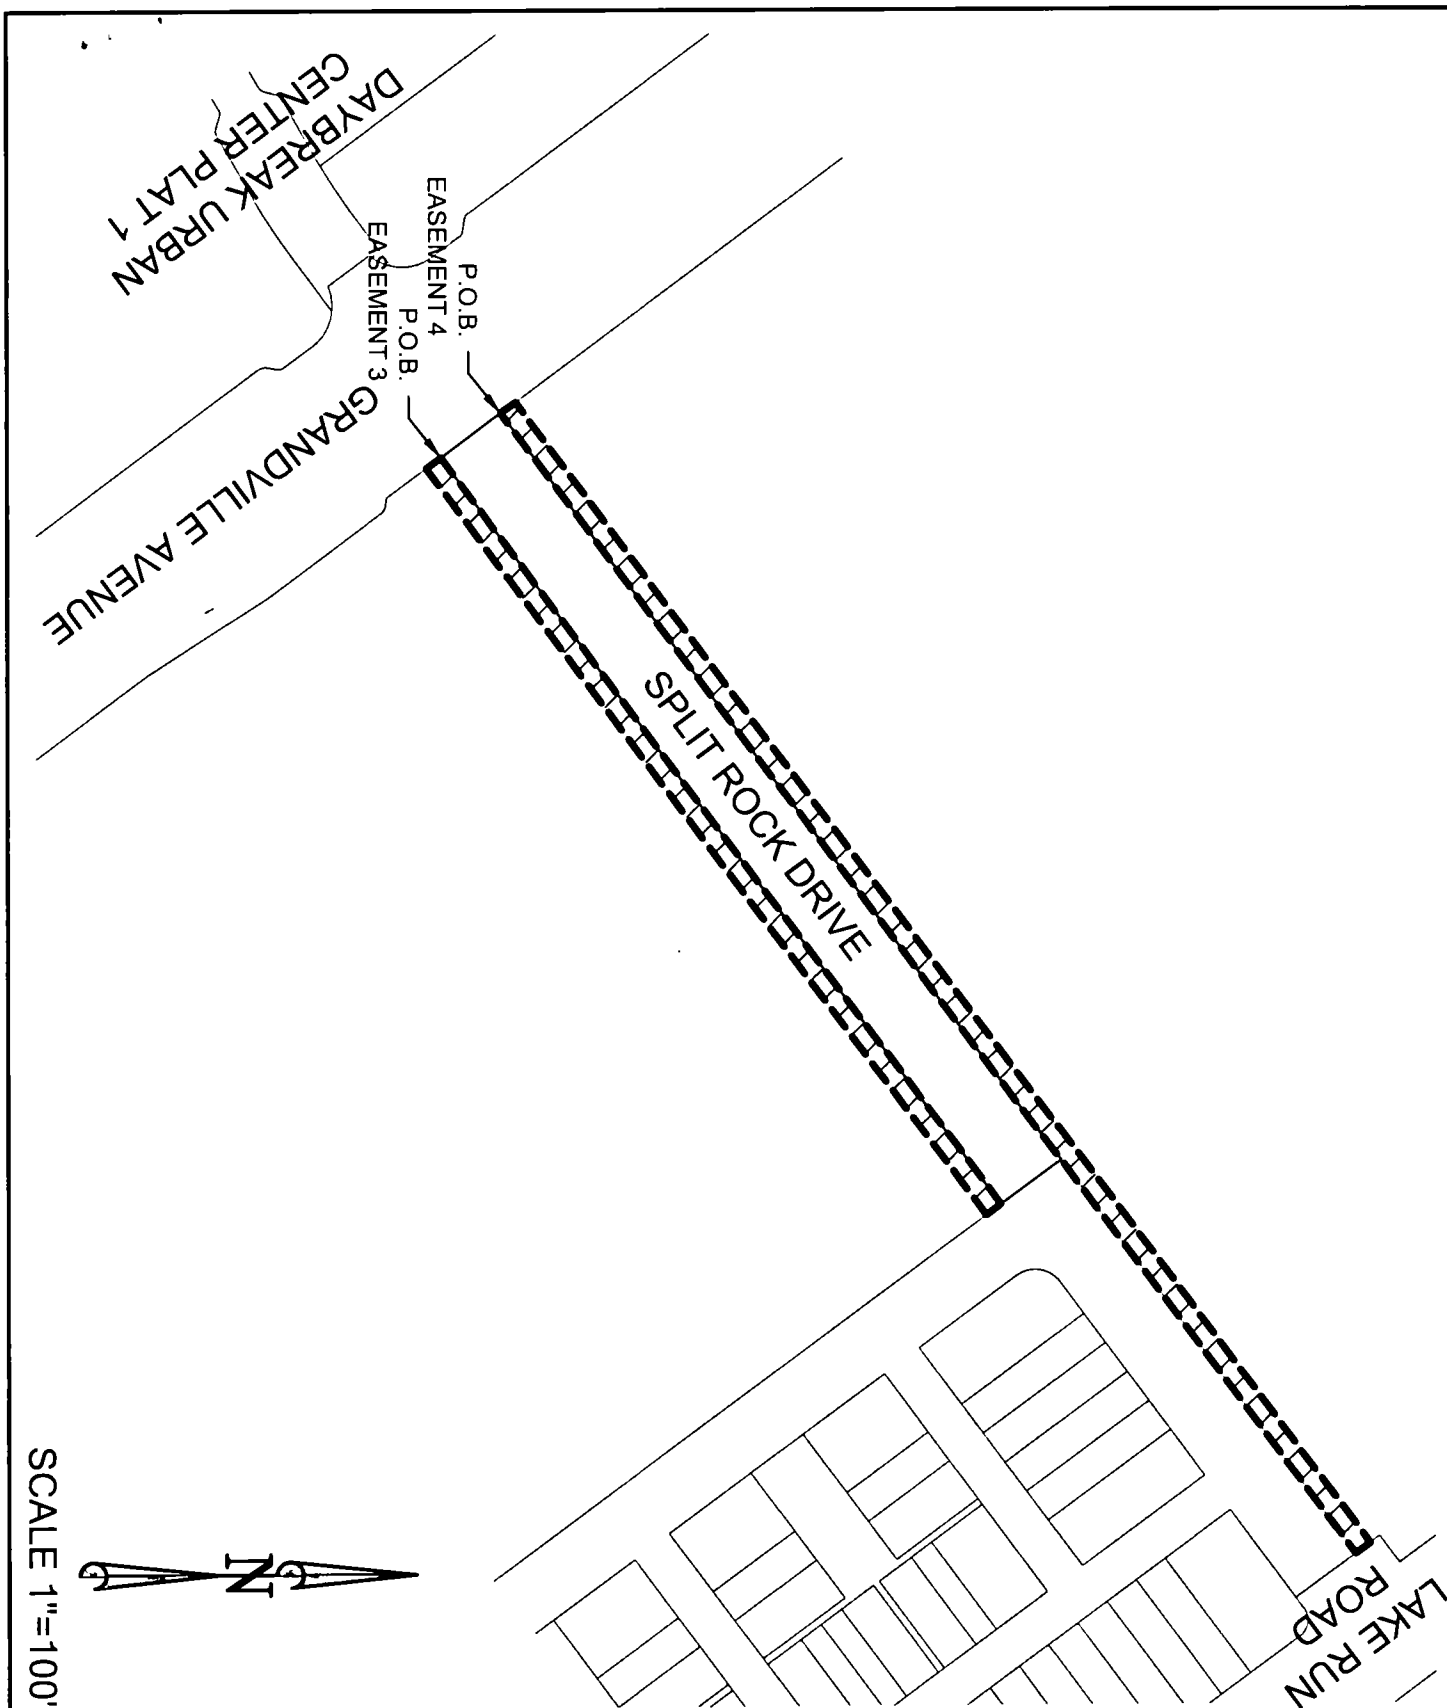 DAYBREAK URBAN
CENTER PLAT 1
P.O.B.
EASEMENT 4
P.O.B.
EASEMENT 3
GRANDVILLE AVENUE
SPLIT ROCK DRIVE
LAKE RUN
ROAD
N
SCALE 1"=100'